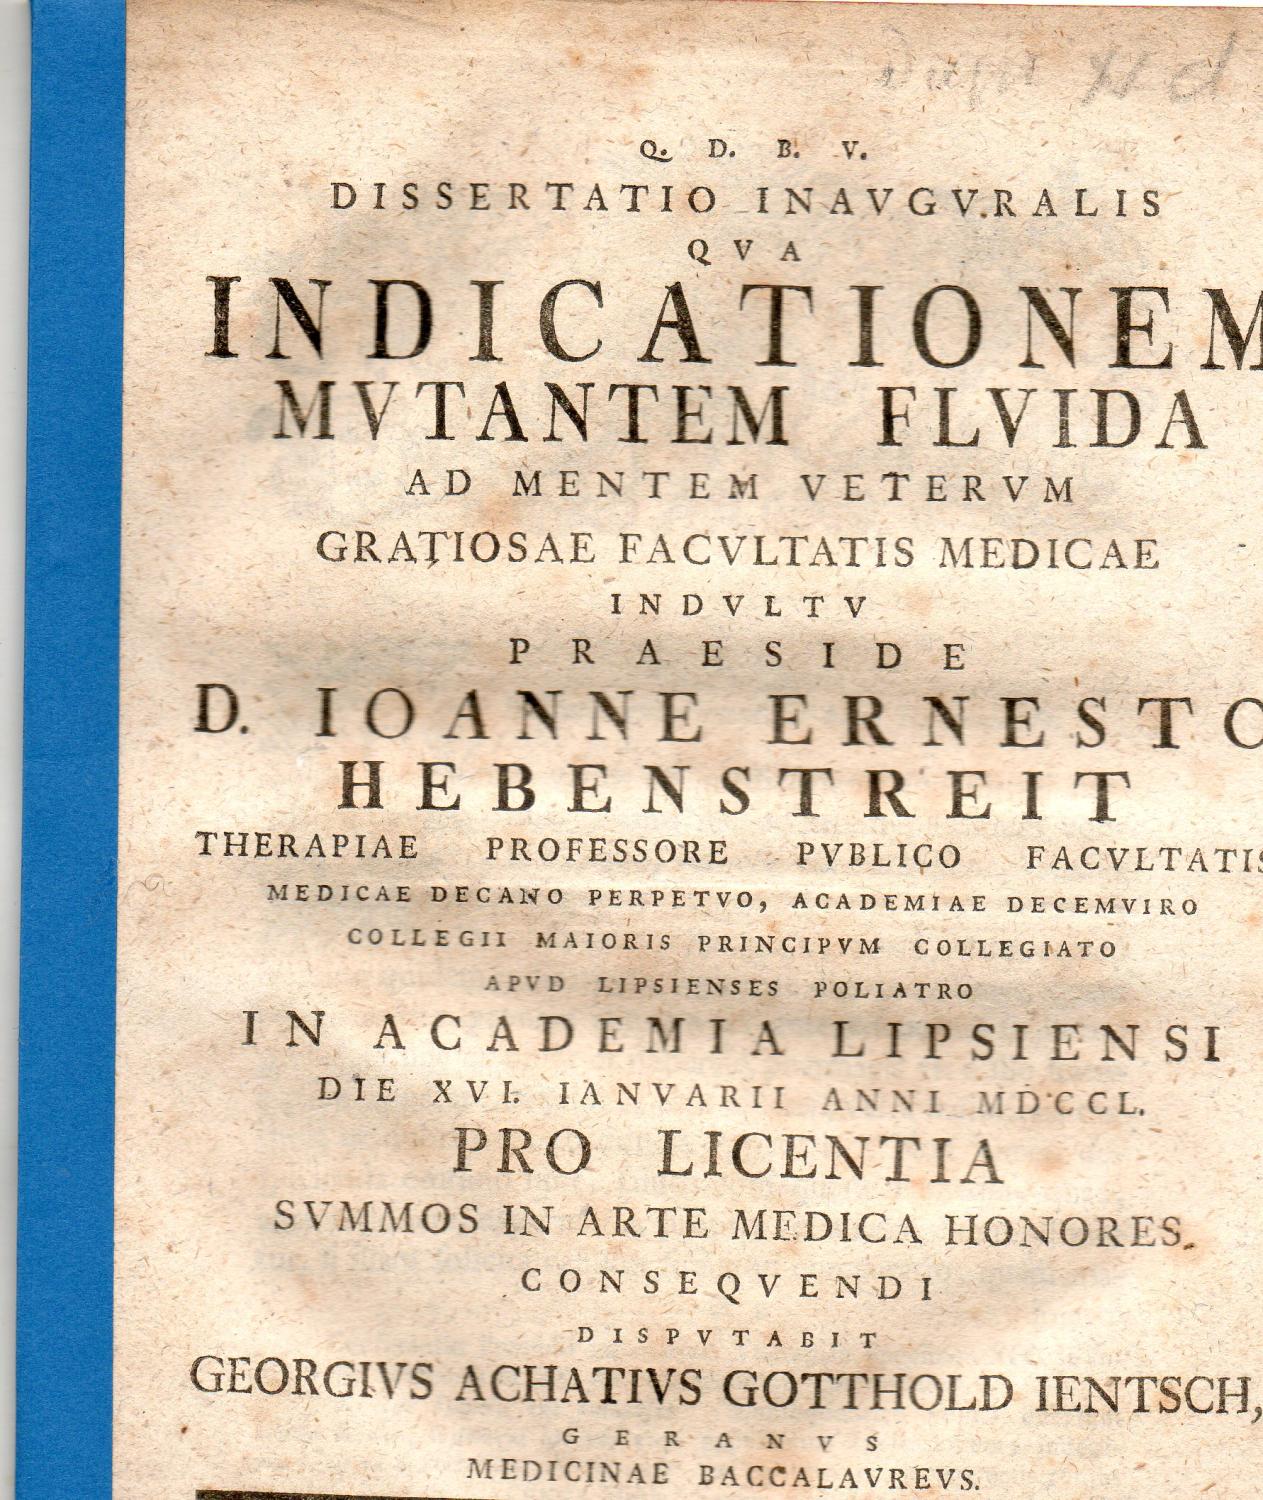 Q. D. B. V.
DISSERTATIO INAVGVRALIS
QVA
INDICATIONEM
MVTANTEM FLVIDA
AD MENTEM VETERVM
GRATIOSAE FACVLTATIS MEDICAE
INDVLTV
PRAESIDE
D. IOANNE ERNESTO
HEBENSTREIT
THERAPIAE PROFESSORE PVBLICO FACVLTATIS
MEDICAE DECANO PERPETVO, ACADEMIAE DECEMVIRO
COLLEGII MAIORIS PRINCIPVM COLLEGIATO
APVD LIPSIENSES POLIATRO
IN ACADEMIA LIPSIENSI
DIE XVI. IANVARII ANNI MDCCL.
PRO LICENTIA
SVMMOS IN ARTE MEDICA HONORES
CONSEQVENDI
DISPVTABIT
GEORGIVS ACHATIVS GOTTHOLD IENTSCH,
GERANVS
MEDICINAE BACCALAVREVS.